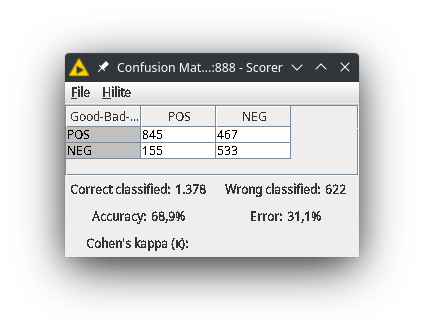 Confusion Mat...:888 - Scorer
File Hilite
Good-Bad-... POS NEG
POS 845 467
NEG 155 533
Correct classified: 1.378 Wrong classified: 622
Accuracy: 68,9% Error: 31,1%
Cohen's kappa (κ):